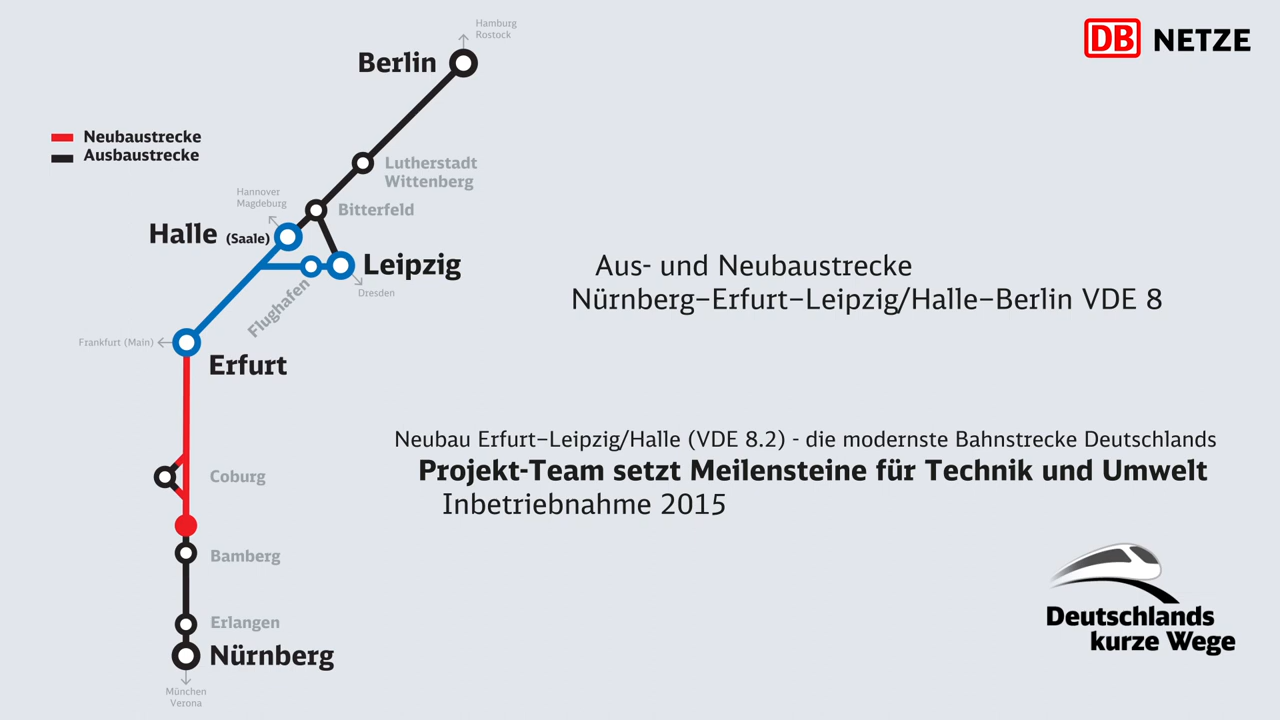 Hamburg
Rostock
DB NETZE
Berlin
Neubaustrecke
Ausbaustrecke
Lutherstadt
Wittenberg
Hannover
Magdeburg
Bitterfeld
Halle (Saale)
Leipzig
Flughafen
Dresden
Aus- und Neubaustrecke
Nürnberg–Erfurt–Leipzig/Halle–Berlin VDE 8
Frankfurt (Main)
Erfurt
Neubau Erfurt–Leipzig/Halle (VDE 8.2) - die modernste Bahnstrecke Deutschlands
Projekt-Team setzt Meilensteine für Technik und Umwelt
Inbetriebnahme 2015
Coburg
Bamberg
Erlangen
Nürnberg
München
Verona
Deutschlands
kurze Wege